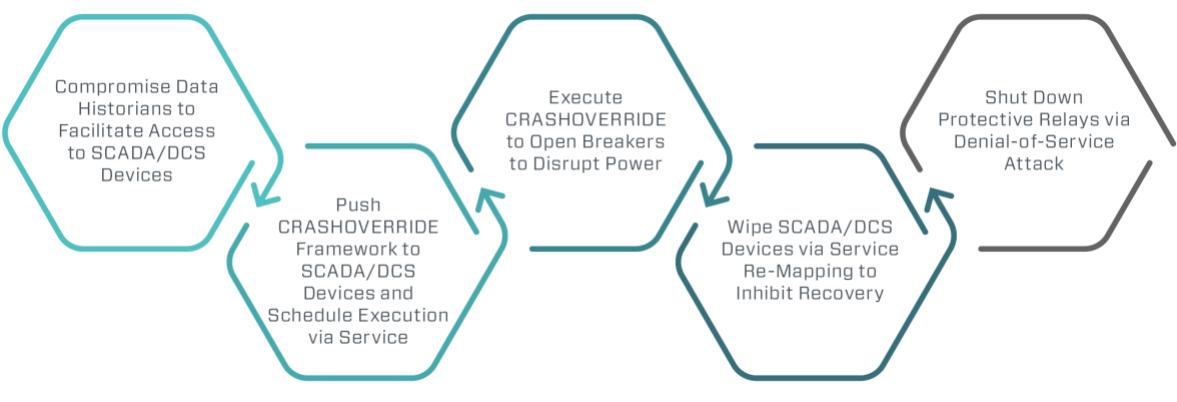 Compromise Data
Historians to
Facilitate Access
to SCADA/DCS
Devices
Push
CRASHOVERRIDE
Framework to
SCADA/DCS
Devices and
Schedule Execution
via Service
Execute
CRASHOVERRIDE
to Open Breakers
to Disrupt Power
Wipe SCADA/DCS
Devices via Service
Re-Mapping to
Inhibit Recovery
Shut Down
Protective Relays via
Denial-of-Service
Attack